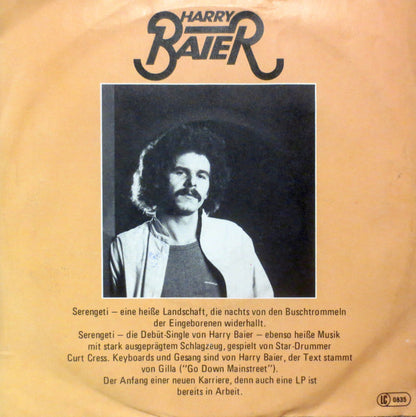 HARRY
BAIER
Serengeti – eine heiße Landschaft, die nachts von den Buschtrommeln
der Eingeborenen widerhallt.
Serengeti – die Debüt-Single von Harry Baier – ebenso heiße Musik
mit stark ausgeprägtem Schlagzeug, gespielt von Star-Drummer
Curt Cress. Keyboards und Gesang sind von Harry Baier, der Text stammt
von Gilla ("Go Down Mainstreet").
Der Anfang einer neuen Karriere, denn auch eine LP ist
bereits in Arbeit.
LC 0835